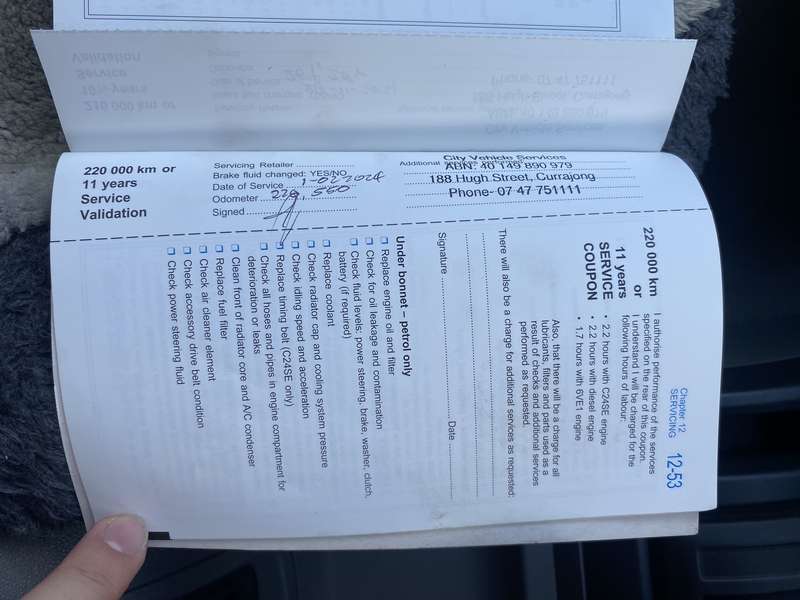 220 000 km or
11 years
Service
Validation
Servicing Retailer
Brake fluid changed: YES/NO
Date of Service 1-02-2024
Odometer 229, 560
Signed
Additional
City Vehicle Services
ABN: 40 149 890 979
188 Hugh Street, Currajong
Phone- 07 47 751111
Chapter 12
SERVICING 12-53
220 000 km
or
11 years
SERVICE
COUPON
I authorise performance of the services
specified on the rear of this coupon.
I understand I will be charged for the
following hours of labour:
• 2.2 hours with C24SE engine
• 2.2 hours with diesel engine
• 1.7 hours with 6VE1 engine
Also, that there will be a charge for all
lubricants, filters and parts used as a
result of checks and additional services
performed as requested.
There will also be a charge for additional services as requested:
Signature Date
Under bonnet – petrol only
Replace engine oil and filter
Check for oil leakage and contamination
Check fluid levels; power steering, brake, washer, clutch,
battery (if required)
Replace coolant
Check radiator cap and cooling system pressure
Check idling speed and acceleration
Replace timing belt (C24SE only)
Check all hoses and pipes in engine compartment for
deterioration or leaks
Clean front of radiator core and A/C condenser
Replace fuel filter
Check air cleaner element
Check accessory drive belt condition
Check power steering fluid